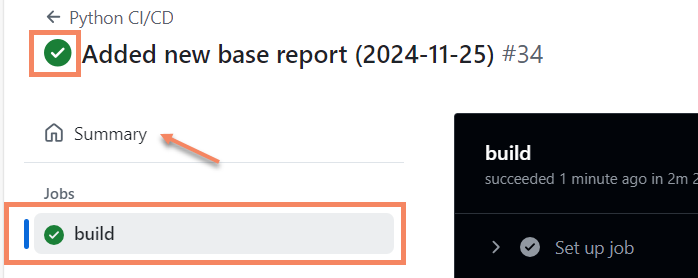 Python CI/CD
Added new base report (2024-11-25) #34
Summary
Jobs
build
build
succeeded 1 minute ago in 2m 2
Set up job